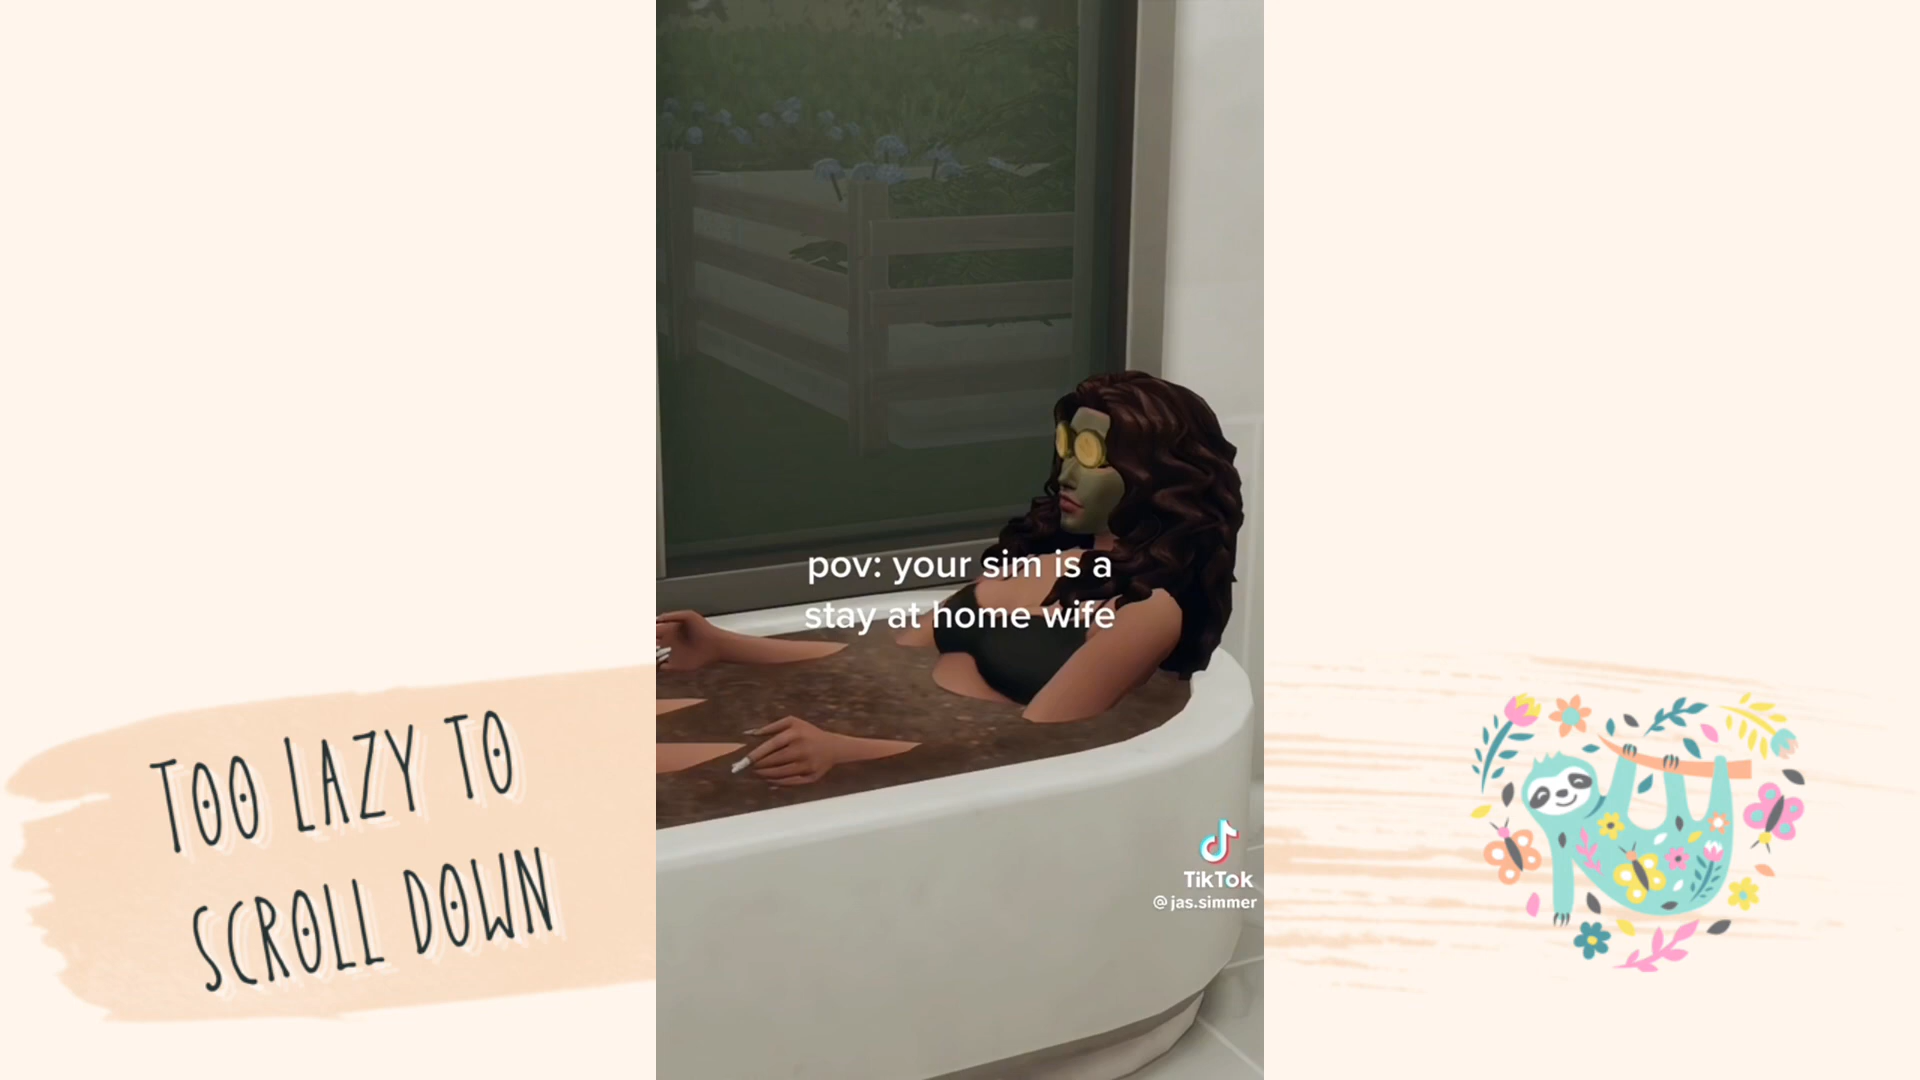 TOO LAZY TO
SCROLL DOWN
pov: your sim is a
stay at home wife
TikTok
@jas.simmer